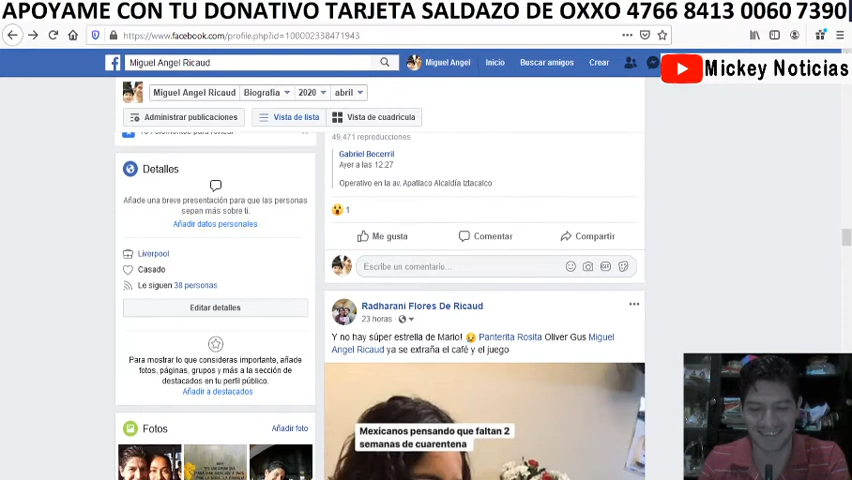 APOYAME CON TU DONATIVO TARJETA SALDAZO DE OXXO 4766 8413 0060 7390
https://www.facebook.com/profile.php?id=100002338471943
Miguel Angel Ricaud
Miguel Angel Inicio Buscar amigos Crear
Mickey Noticias
Miguel Angel Ricaud Biografía 2020 abril
Administrar publicaciones Vista de lista Vista de cuadrícula
49,471 reproducciones
Gabriel Becerril
Ayer a las 12:27
Operativo en la av. Apatlaco Alcaldía Iztacalco
1
Me gusta Comentar Compartir
Escribe un comentario...
GIF
Detalles
Añade una breve presentación para que las personas
sepan más sobre ti.
Añadir datos personales
Liverpool
Casado
Le siguen 38 personas
Editar detalles
Para mostrar lo que consideras importante, añade
fotos, páginas, grupos y más a la sección de
destacados en tu perfil público.
Añadir a destacados
Fotos Añadir foto
Radharani Flores De Ricaud
23 horas
Y no hay súper estrella de Mario! Panterita Rosita Oliver Gus Miguel
Angel Ricaud ya se extraña el café y el juego
Mexicanos pensando que faltan 2
semanas de cuarentena